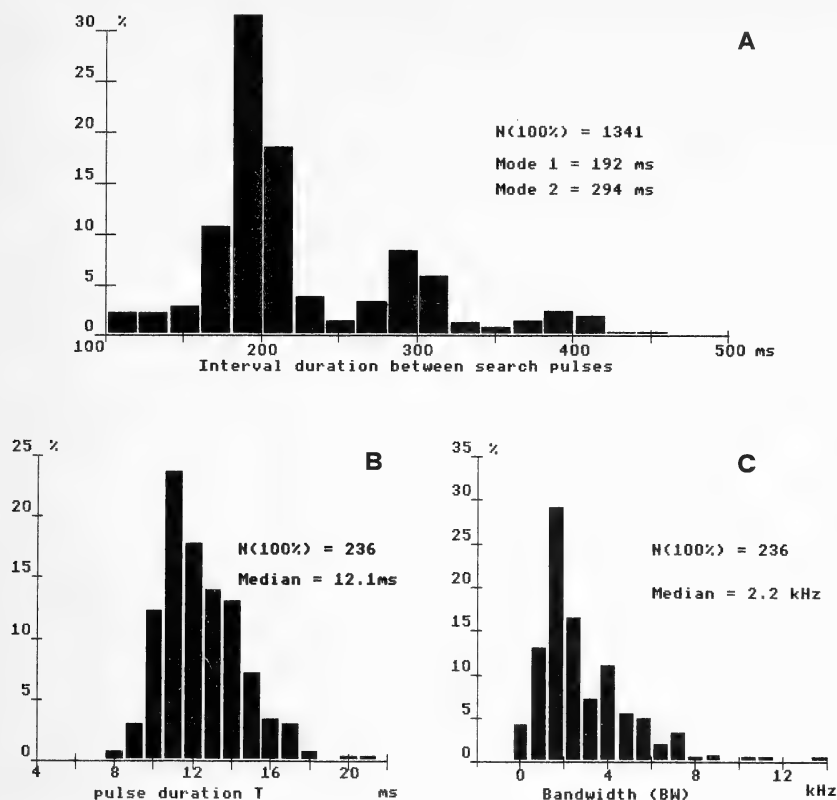 30 %
A
25
20
N(100%) = 1341
Mode 1 = 192 ms
Mode 2 = 294 ms
15
10
5
0
100 200 300 400 500 ms
Interval duration between search pulses
25 %
B
20
N(100%) = 236
Median = 12.1ms
15
10
5
0
4 8 12 16 20
pulse duration T ms
35 %
C
30
25
N(100%) = 236
20
Median = 2.2 kHz
15
10
5
0
0 4 8 12
Bandwidth (BW) kHz